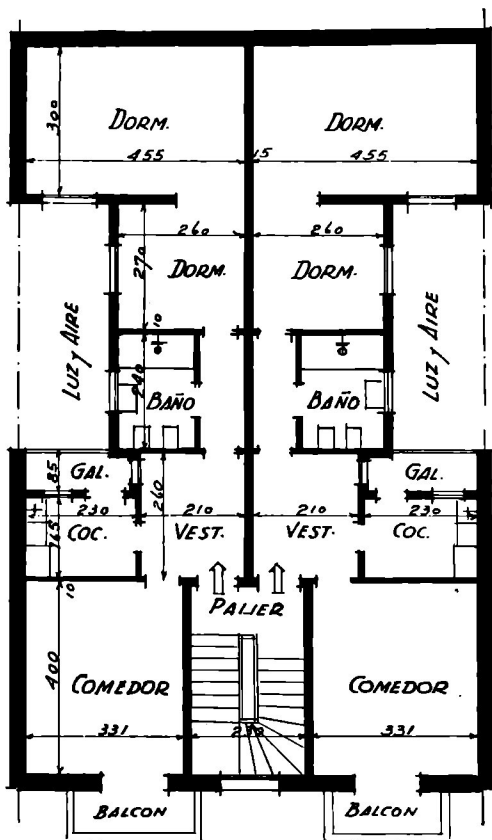 300
DORM. DORM.
455 15 455
260 260
270
DORM. DORM.
LUZ Y AIRE
LUZ Y AIRE
10
240
BAÑO BAÑO
85
GAL. GAL.
260
230 210 210 230
165
COC. VEST. VEST. COC.
10
PALIER
400
COMEDOR COMEDOR
331 331
BALCON BALCON